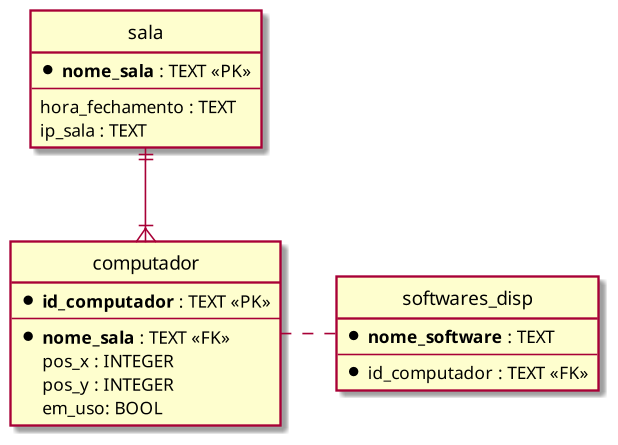 sala
nome_sala : TEXT «PK»
hora_fechamento : TEXT
ip_sala : TEXT
computador
id_computador : TEXT «PK»
nome_sala : TEXT «FK»
pos_x : INTEGER
pos_y : INTEGER
em_uso: BOOL
softwares_disp
nome_software : TEXT
id_computador : TEXT «FK»